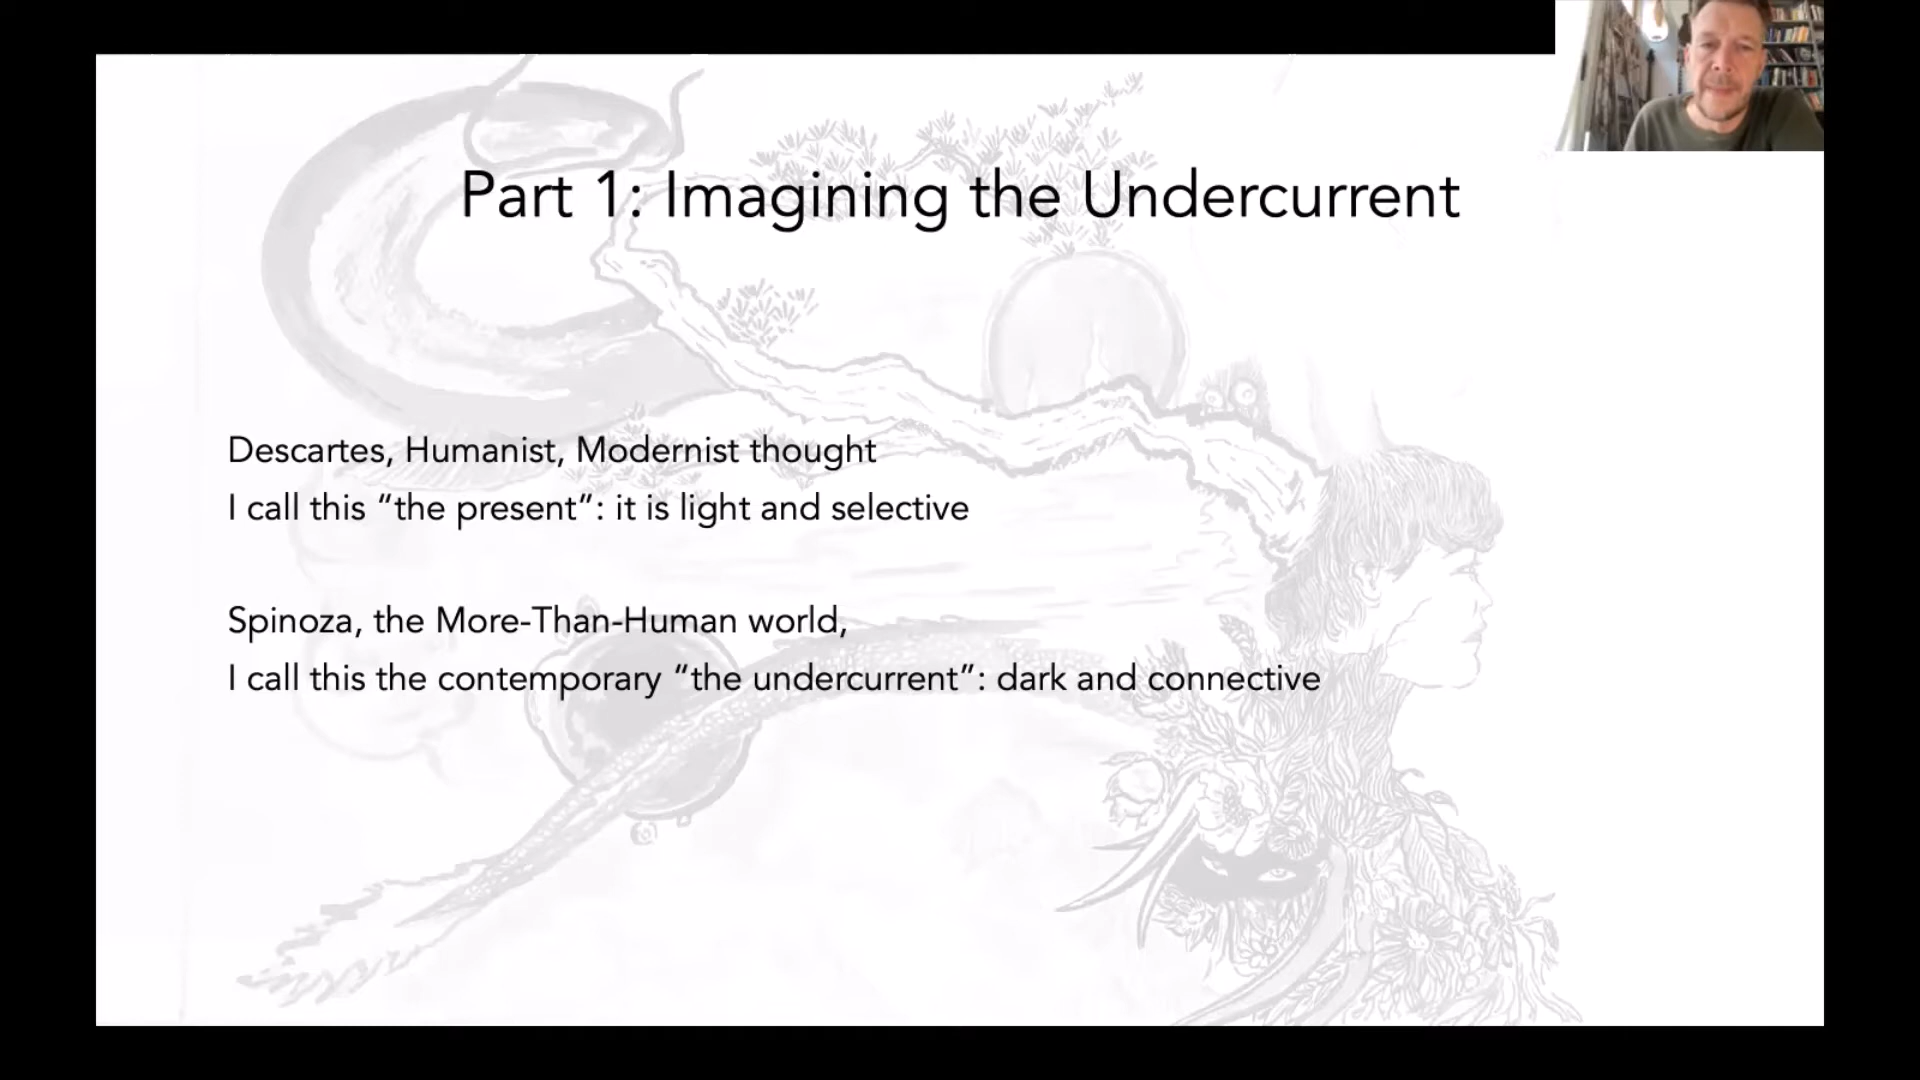 Part 1: Imagining the Undercurrent
Descartes, Humanist, Modernist thought
I call this “the present”: it is light and selective
Spinoza, the More-Than-Human world,
I call this the contemporary “the undercurrent”: dark and connective